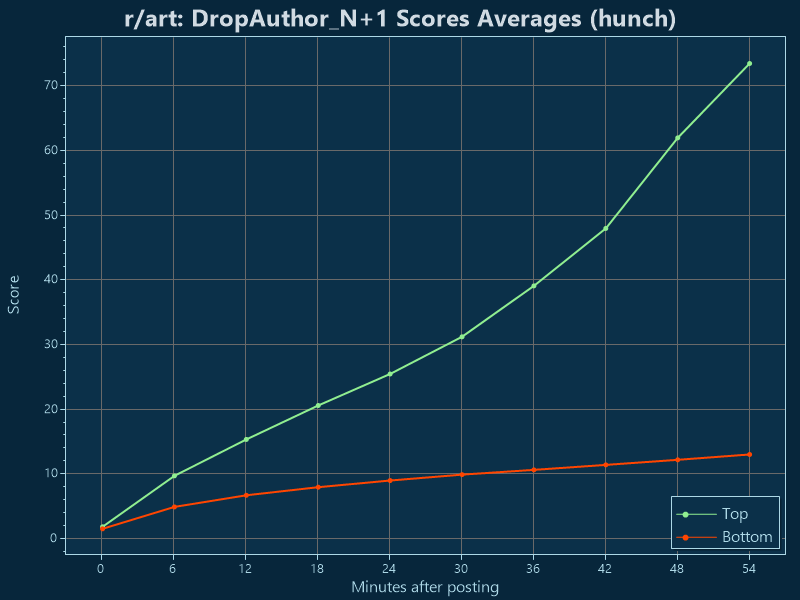 r/art: DropAuthor_N+1 Scores Averages (hunch)
70
60
50
40
30
20
10
0
Score
0 6 12 18 24 30 36 42 48 54
Minutes after posting
Top
Bottom